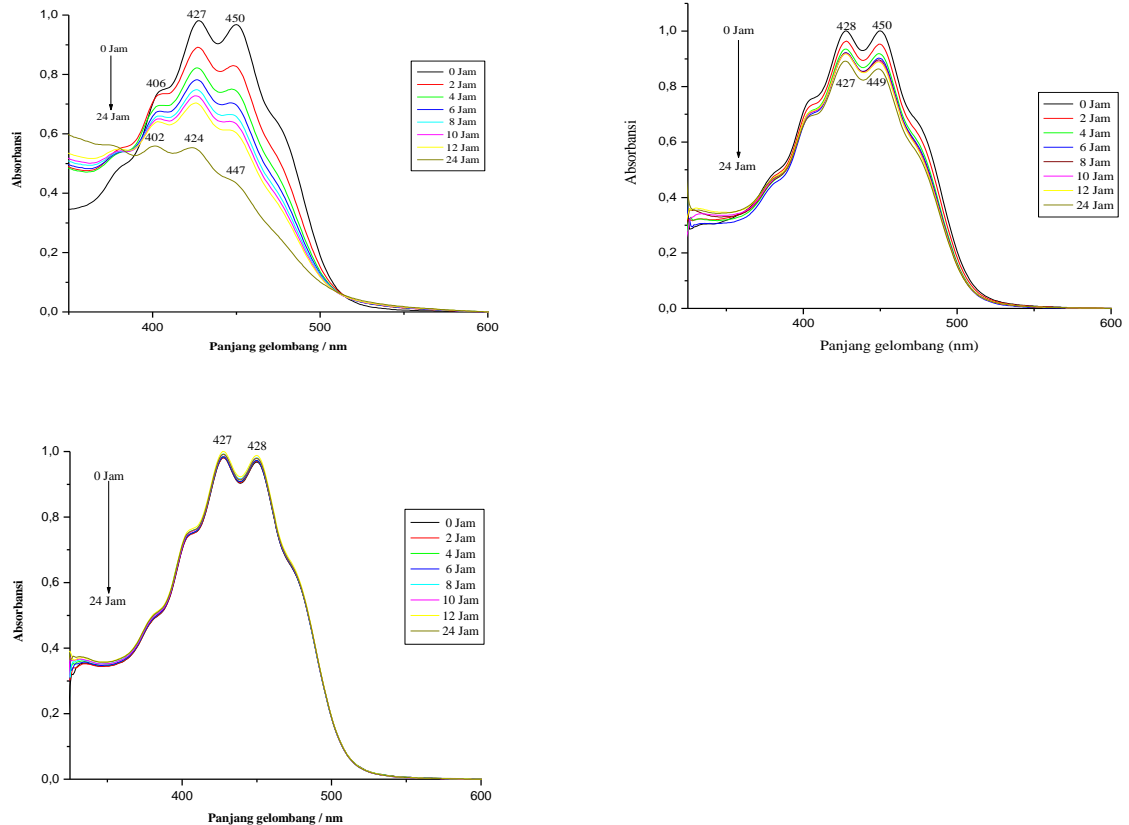 427
450
1,0
0 Jam
0,8
406
24 Jam
402
424
0,6
447
0,4
0,2
0,0
400
500
600
Absorbansi
Panjang gelombang / nm
0 Jam
2 Jam
4 Jam
6 Jam
8 Jam
10 Jam
12 Jam
24 Jam
428
450
1,0
0 Jam
427
449
0,8
0,6
24 Jam
0,4
0,2
0,0
400
500
600
Absorbansi
Panjang gelombang (nm)
0 Jam
2 Jam
4 Jam
6 Jam
8 Jam
10 Jam
12 Jam
24 Jam
427
428
1,0
0 Jam
0,8
0,6
24 Jam
0,4
0,2
0,0
400
500
600
Absorbansi
Panjang gelombang / nm
0 Jam
2 Jam
4 Jam
6 Jam
8 Jam
10 Jam
12 Jam
24 Jam